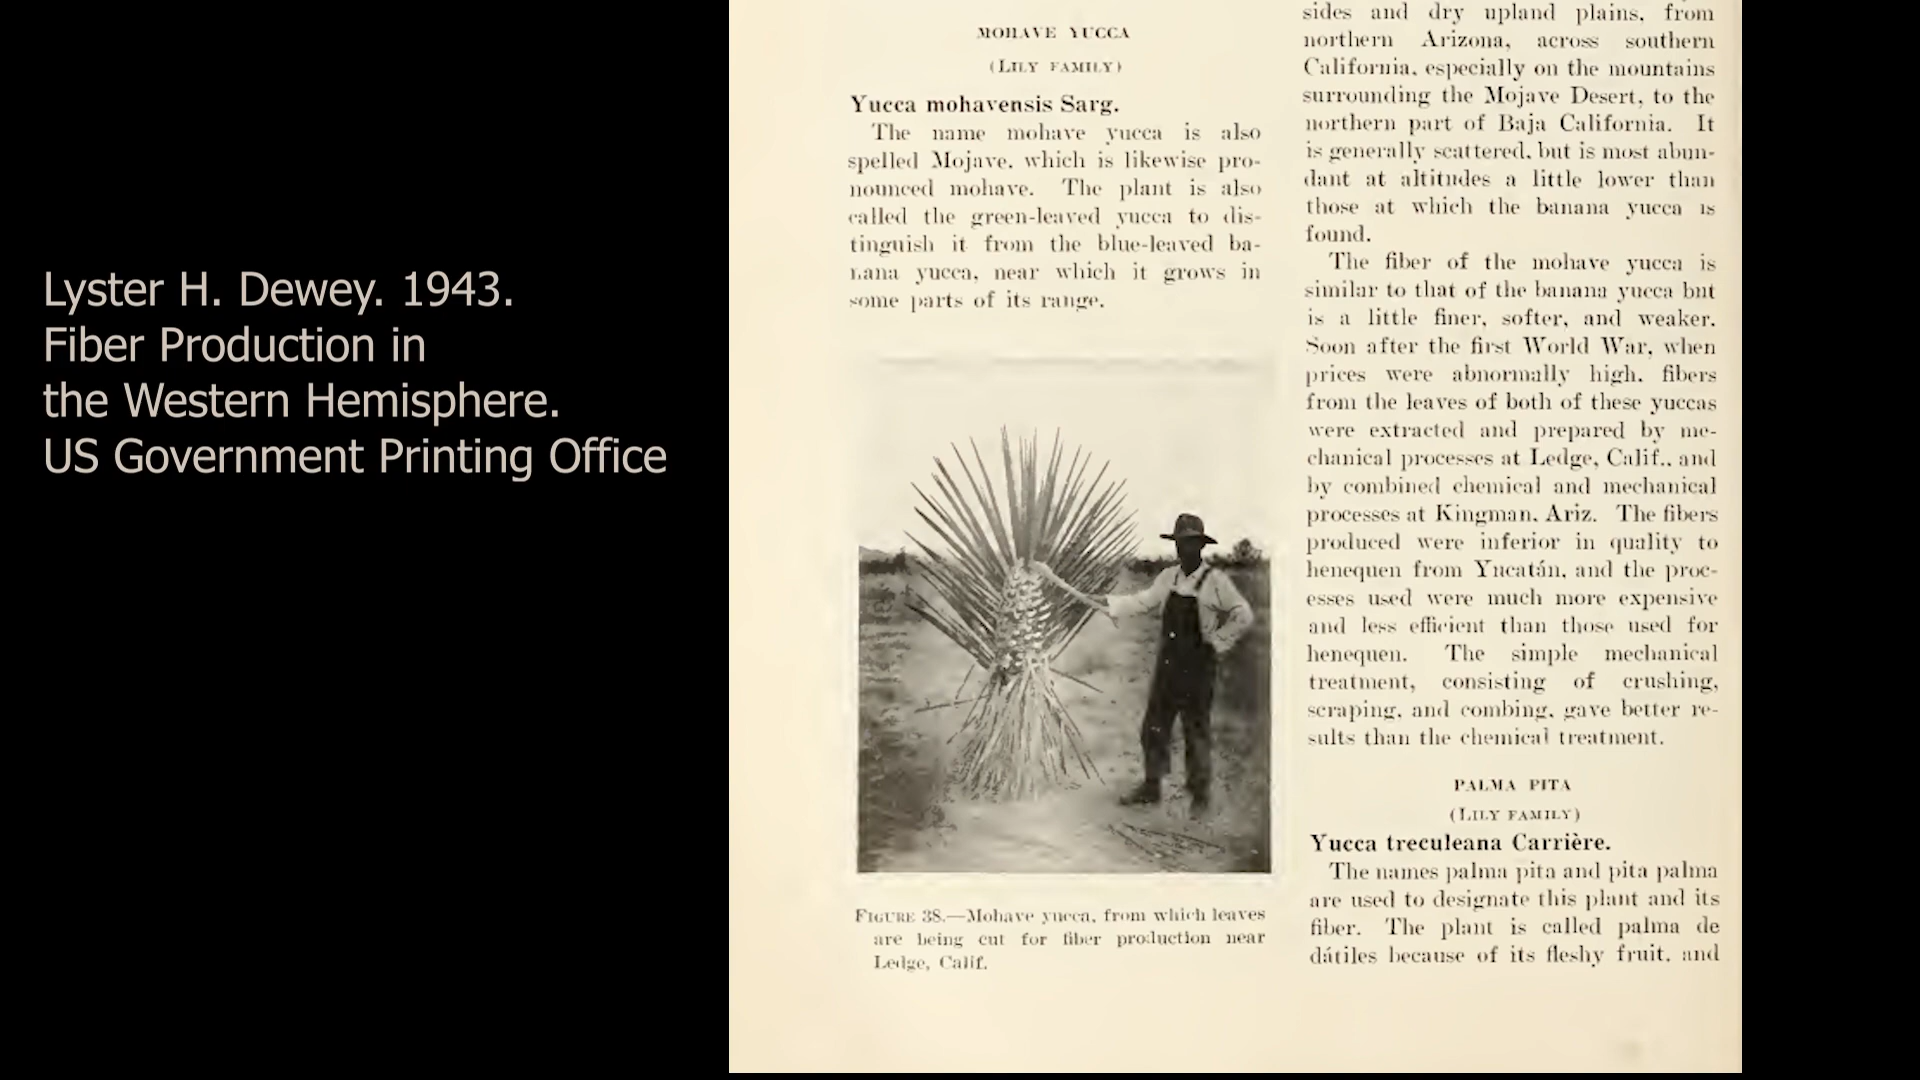 Lyster H. Dewey. 1943.
Fiber Production in
the Western Hemisphere.
US Government Printing Office
MOHAVE YUCCA
(LILY FAMILY)
Yucca mohavensis Sarg.
The name mohave yucca is also
spelled Mojave, which is likewise pro-
nounced mohave. The plant is also
called the green-leaved yucca to dis-
tinguish it from the blue-leaved ba-
nana yucca, near which it grows in
some parts of its range.
FIGURE 38.—Mohave yucca, from which leaves
are being cut for fiber production near
Ledge, Calif.
sides and dry upland plains, from
northern Arizona, across southern
California, especially on the mountains
surrounding the Mojave Desert, to the
northern part of Baja California. It
is generally scattered, but is most abun-
dant at altitudes a little lower than
those at which the banana yucca is
found.
The fiber of the mohave yucca is
similar to that of the banana yucca but
is a little finer, softer, and weaker.
Soon after the first World War, when
prices were abnormally high, fibers
from the leaves of both of these yuccas
were extracted and prepared by me-
chanical processes at Ledge, Calif., and
by combined chemical and mechanical
processes at Kingman, Ariz. The fibers
produced were inferior in quality to
henequen from Yucatán, and the proc-
esses used were much more expensive
and less efficient than those used for
henequen. The simple mechanical
treatment, consisting of crushing,
scraping, and combing, gave better re-
sults than the chemical treatment.
PALMA PITA
(LILY FAMILY)
Yucca treculeana Carrière.
The names palma pita and pita palma
are used to designate this plant and its
fiber. The plant is called palma de
dátiles because of its fleshy fruit, and